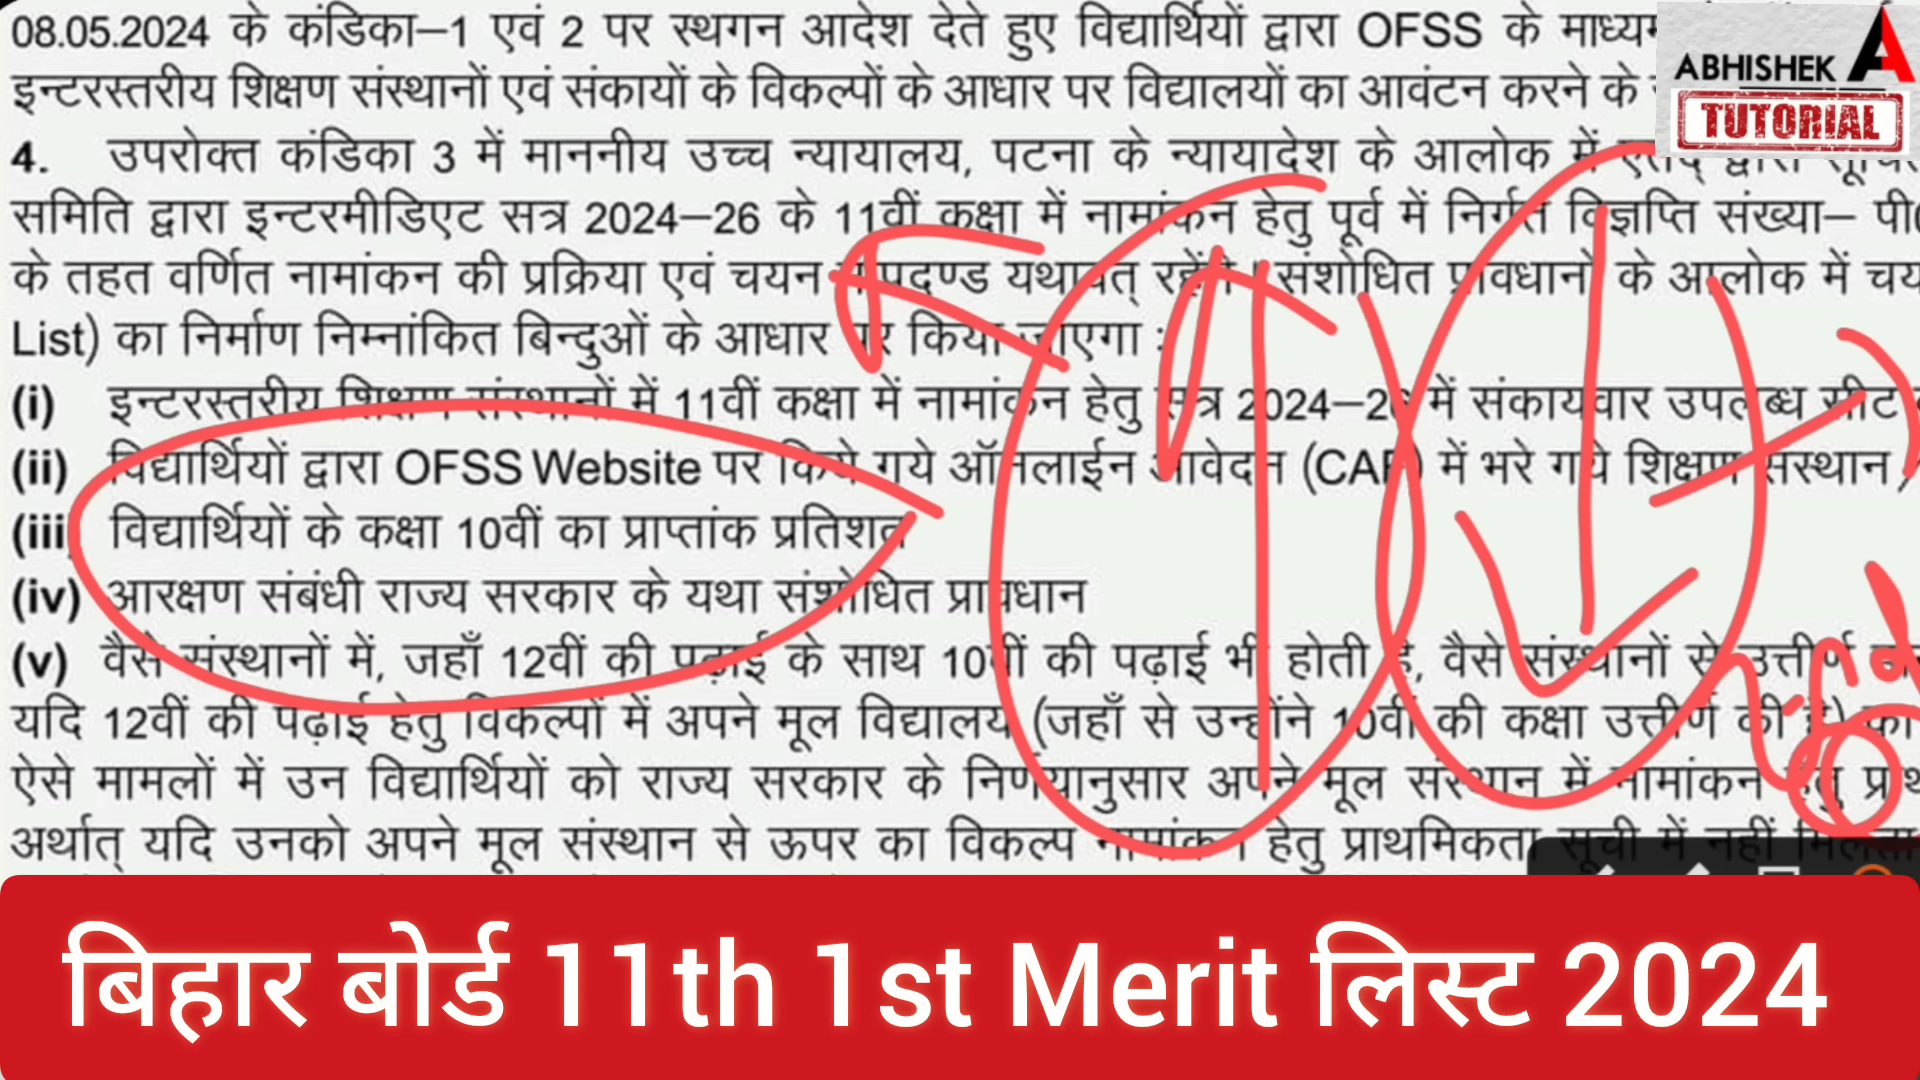 08.05.2024 के कंडिका–1 एवं 2 पर स्थगन आदेश देते हुए विद्यार्थियों द्वारा OFSS के
इन्टरस्तरीय शिक्षण संस्थानों एवं संकायों के विकल्पों के आधार पर विद्यालयों का आवंटन करने के
ABHISHEK
TUTORIAL
4. उपरोक्त कंडिका 3 में माननीय उच्च न्यायालय, पटना के न्यायादेश के आलोक में
समिति द्वारा इन्टरमीडिएट सत्र 2024–26 के 11वीं कक्षा में नामांकन हेतु पूर्व में निर्गत विज्ञप्ति संख्या–
के तहत वर्णित नामांकन की प्रक्रिया एवं चयन यथावत् रहेंगे। संशोधित प्रावधानों के आलोक में
List) का निर्माण निम्नांकित बिन्दुओं के आधार पर किया जाएगा :
(i) इन्टरस्तरीय शिक्षण संस्थानों में 11वीं कक्षा में नामांकन हेतु सत्र 2024–26 में संकायवार उपलब्ध सीट
(ii) विद्यार्थियों द्वारा OFSS Website पर किये गये ऑनलाईन आवेदन (CAF) में भरे गये शिक्षण संस्थान
(iii) विद्यार्थियों के कक्षा 10वीं का प्राप्तांक प्रतिशत
(iv) आरक्षण संबंधी राज्य सरकार के यथा संशोधित प्रावधान
(v) वैसे संस्थानों में, जहाँ 12वीं की पढ़ाई के साथ 10वीं की पढ़ाई भी होती है, वैसे संस्थानों से उत्तीर्ण
यदि 12वीं की पढ़ाई हेतु विकल्पों में अपने मूल विद्यालय (जहाँ से उन्होंने 10वीं की कक्षा उत्तीर्ण की है) का
ऐसे मामलों में उन विद्यार्थियों को राज्य सरकार के निर्णयानुसार अपने मूल संस्थान में नामांकन हेतु
अर्थात् यदि उनको अपने मूल संस्थान से ऊपर का विकल्प नामांकन हेतु प्राथमिकता सूची में नहीं मिलता
बिहार बोर्ड 11th 1st Merit लिस्ट 2024